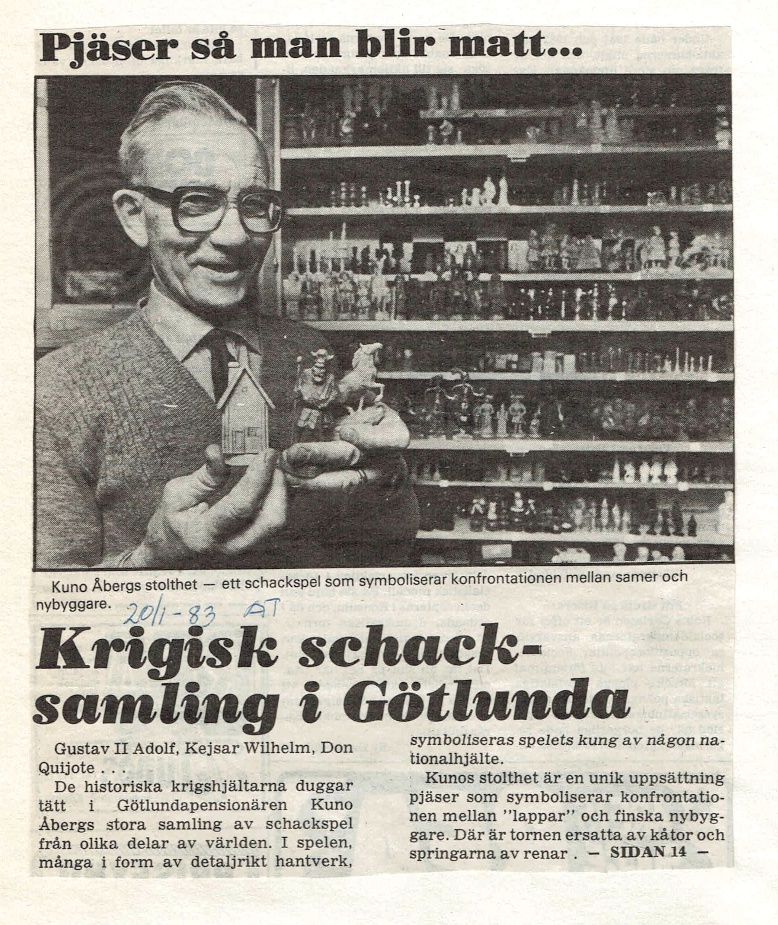 Pjäser så man blir matt...
Kuno Åbergs stolthet — ett schackspel som symboliserar konfrontationen mellan samer och
nybyggare.
20/1-83 AT
Krigisk schack-
samling i Götlunda
Gustav II Adolf, Kejsar Wilhelm, Don
Quijote . . .
De historiska krigshjältarna duggar
tätt i Götlundapensionären Kuno
Åbergs stora samling av schackspel
från olika delar av världen. I spelen,
många i form av detaljrikt hantverk,
symboliseras spelets kung av någon na-
tionalhjälte.
Kunos stolthet är en unik uppsättning
pjäser som symboliserar konfrontatio-
nen mellan "lappar" och finska nybyg-
gare. Där är tornen ersatta av kåtor och
springarna av renar . — SIDAN 14 —